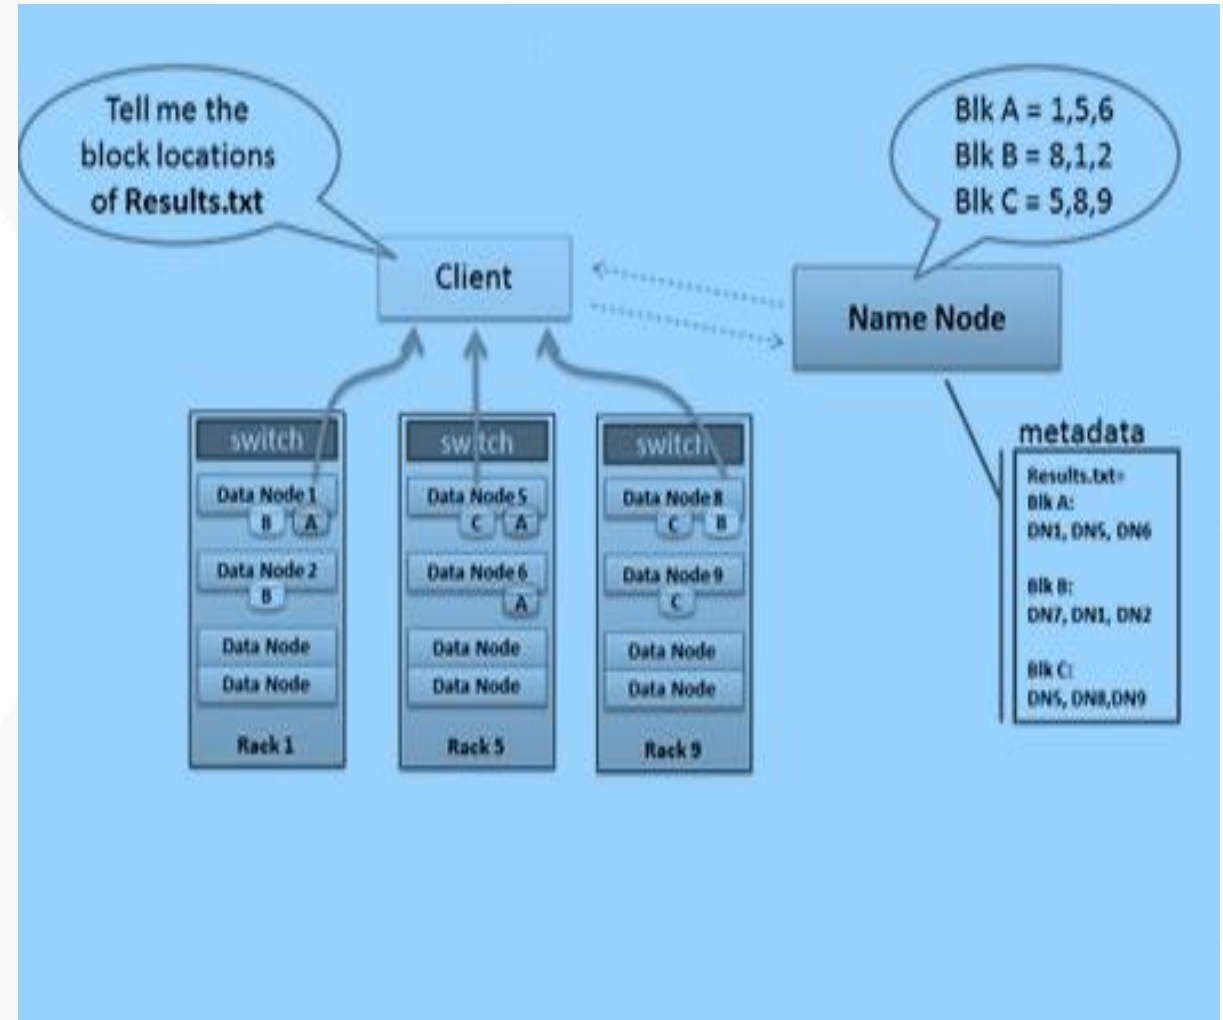 Tell me the
block locations
of Results.txt
Blk A = 1,5,6
Blk B = 8,1,2
Blk C = 5,8,9
Client
Name Node
switch
Data Node 1
B A
Data Node 2
B
Data Node
Data Node
Rack 1
switch
Data Node 5
C A
Data Node 6
A
Data Node
Data Node
Rack 5
switch
Data Node 8
C B
Data Node 9
C
Data Node
Data Node
Rack 9
metadata
Results.txt=
Blk A:
DN1, DN5, DN6
Blk B:
DN7, DN1, DN2
Blk C:
DN5, DN8,DN9